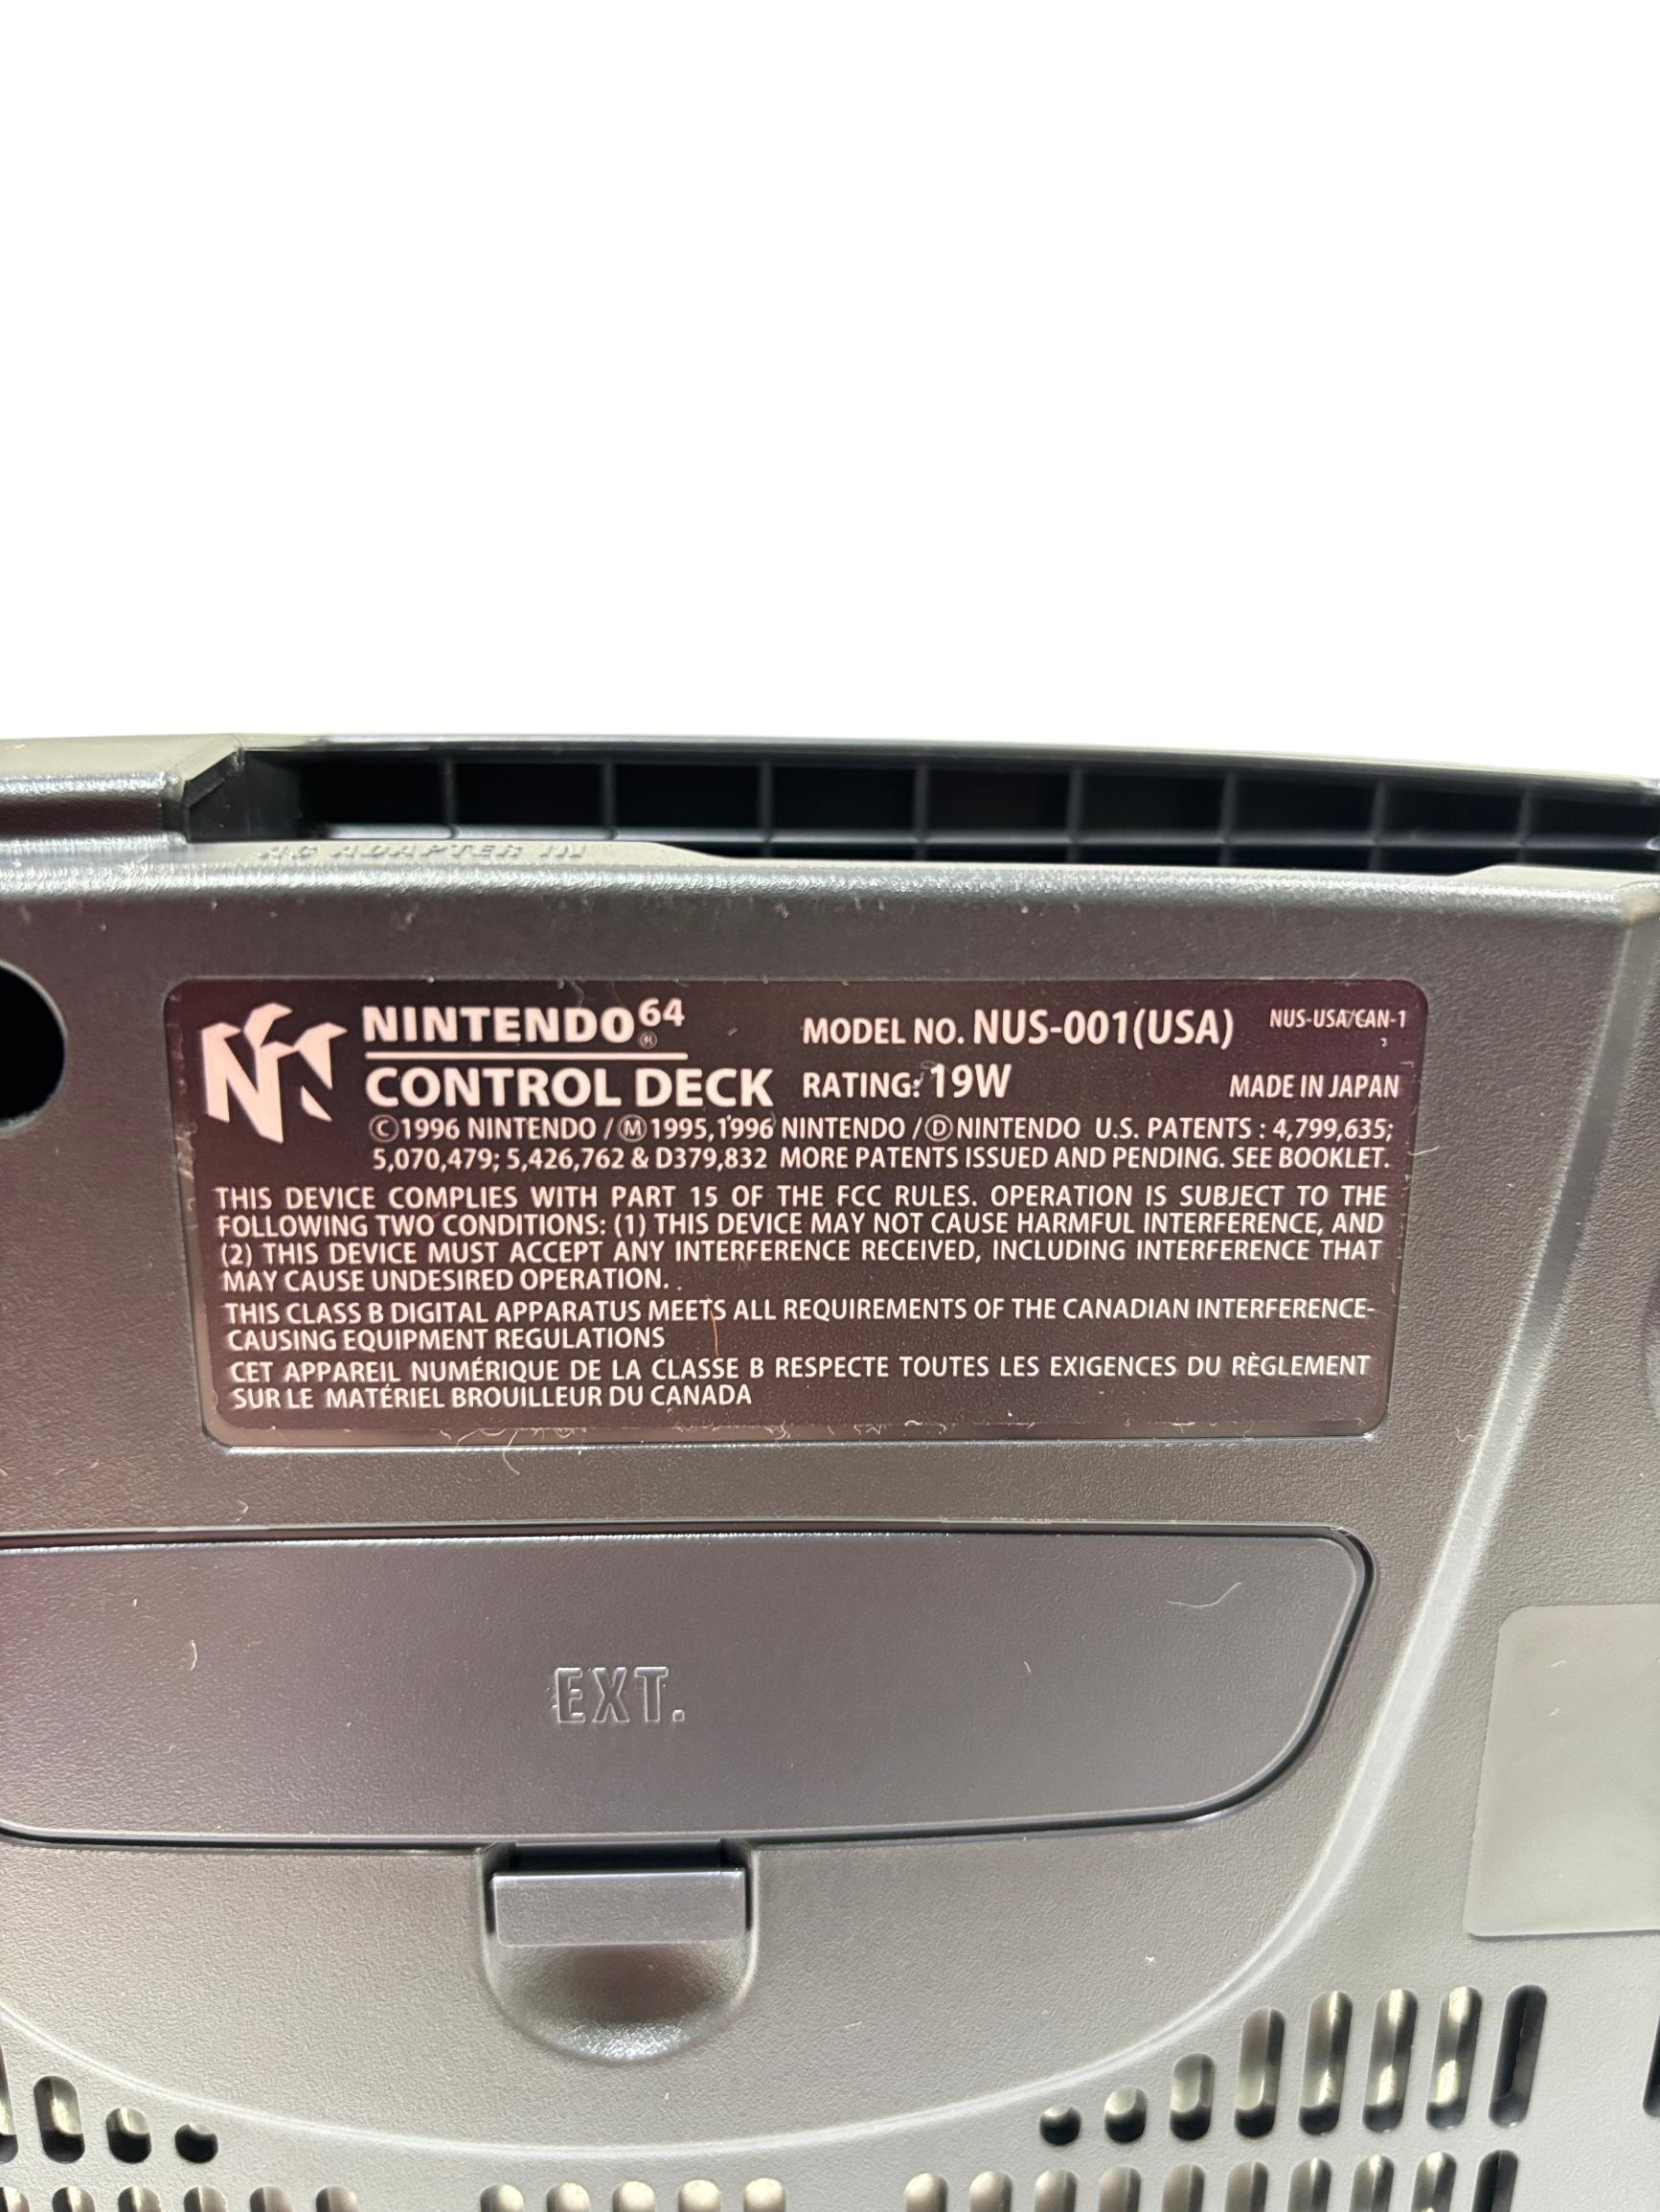 AC ADAPTER IN
NINTENDO64®
CONTROL DECK
MODEL NO. NUS-001(USA)
NUS-USA/CAN-1
RATING: 19W
MADE IN JAPAN
©1996 NINTENDO /Ⓜ1995,1996 NINTENDO /ⒹNINTENDO U.S. PATENTS : 4,799,635;
5,070,479; 5,426,762 & D379,832 MORE PATENTS ISSUED AND PENDING. SEE BOOKLET.
THIS DEVICE COMPLIES WITH PART 15 OF THE FCC RULES. OPERATION IS SUBJECT TO THE
FOLLOWING TWO CONDITIONS: (1) THIS DEVICE MAY NOT CAUSE HARMFUL INTERFERENCE, AND
(2) THIS DEVICE MUST ACCEPT ANY INTERFERENCE RECEIVED, INCLUDING INTERFERENCE THAT
MAY CAUSE UNDESIRED OPERATION.
THIS CLASS B DIGITAL APPARATUS MEETS ALL REQUIREMENTS OF THE CANADIAN INTERFERENCE-
CAUSING EQUIPMENT REGULATIONS
CET APPAREIL NUMÉRIQUE DE LA CLASSE B RESPECTE TOUTES LES EXIGENCES DU RÈGLEMENT
SUR LE MATÉRIEL BROUILLEUR DU CANADA
EXT.